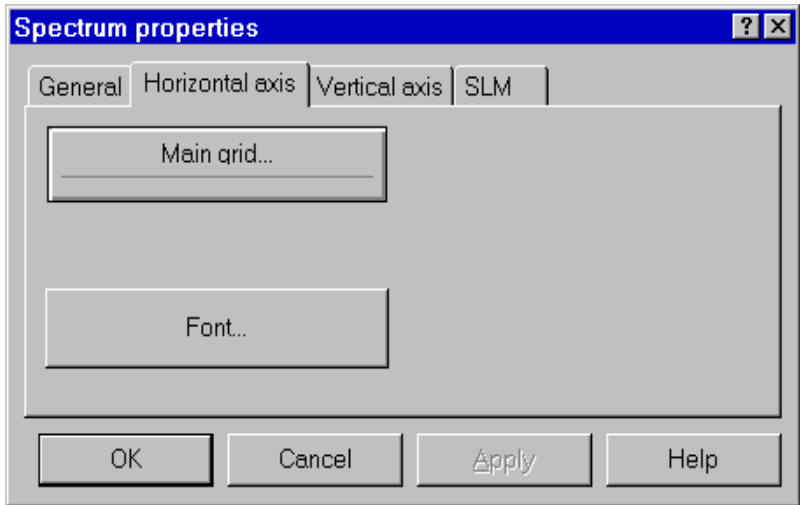 Spectrum properties
General Horizontal axis Vertical axis SLM
Main grid...
Font...
OK Cancel Apply Help